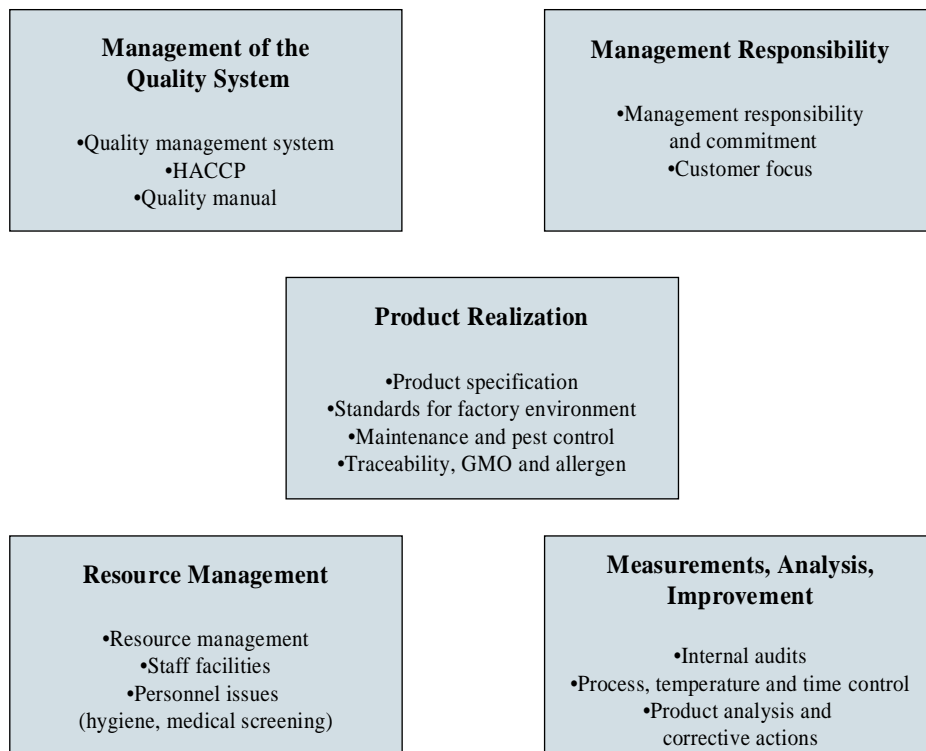 Management of the
Quality System
•Quality management system
•HACCP
•Quality manual
Management Responsibility
•Management responsibility
and commitment
•Customer focus
Product Realization
•Product specification
•Standards for factory environment
•Maintenance and pest control
•Traceability, GMO and allergen
Resource Management
•Resource management
•Staff facilities
•Personnel issues
(hygiene, medical screening)
Measurements, Analysis,
Improvement
•Internal audits
•Process, temperature and time control
•Product analysis and
corrective actions